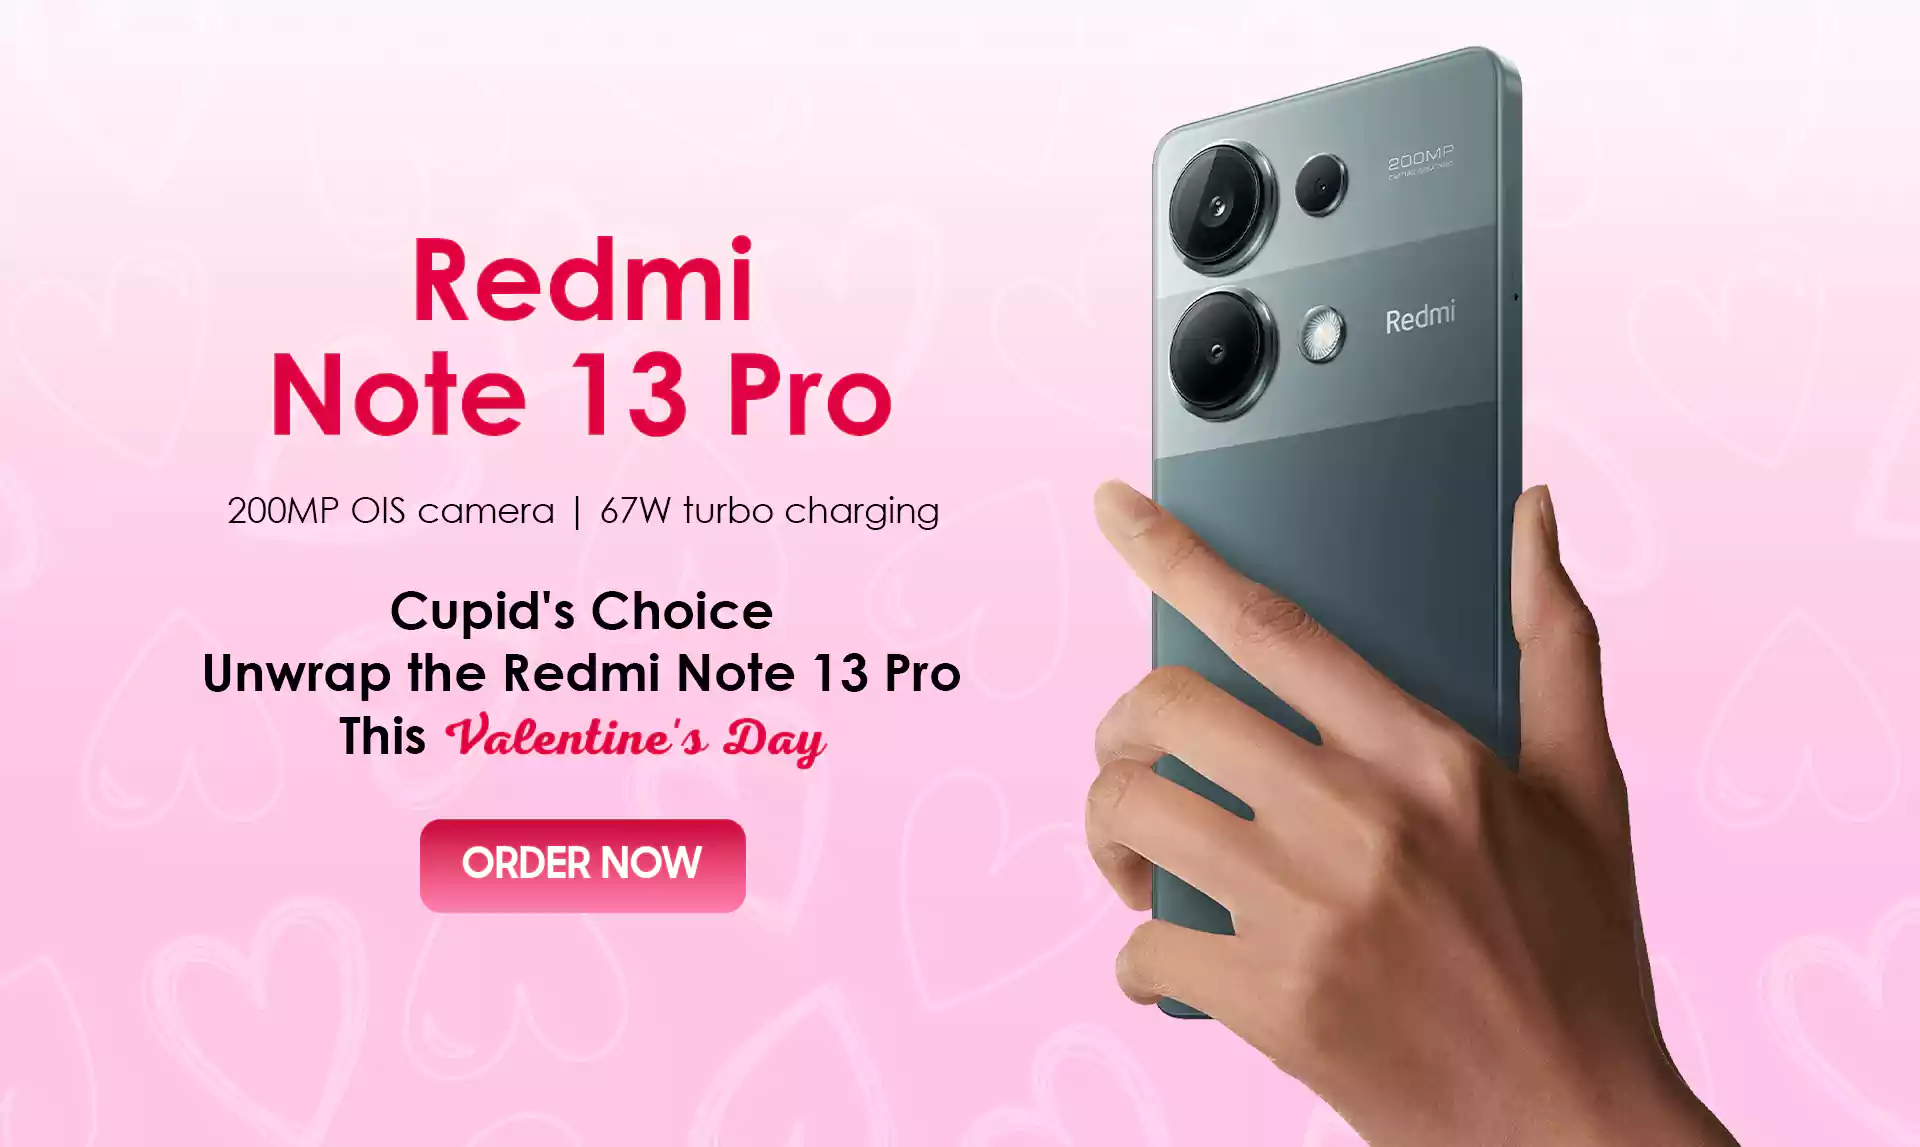 Redmi
Note 13 Pro
200MP OIS camera | 67W turbo charging
Cupid's Choice
Unwrap the Redmi Note 13 Pro
This Valentine's Day
ORDER NOW
200MP
Redmi